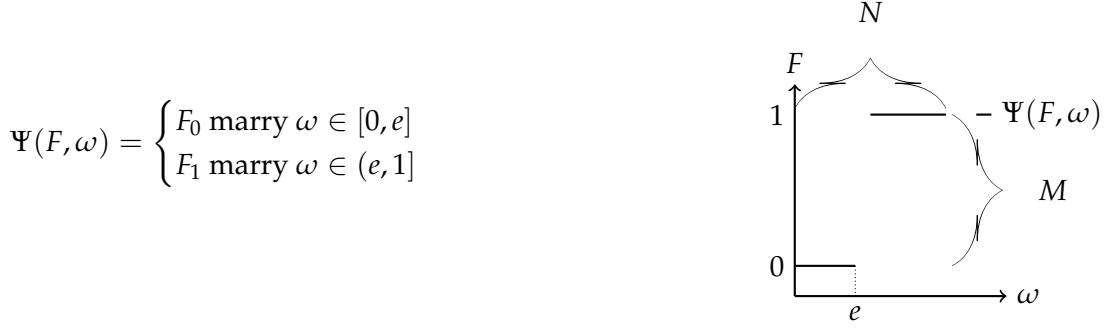 Ψ(F, ω) = { F₀ marry ω ∈ [0, e]
F₁ marry ω ∈ (e, 1]
N
F
1
Ψ(F, ω)
M
0
ω
e